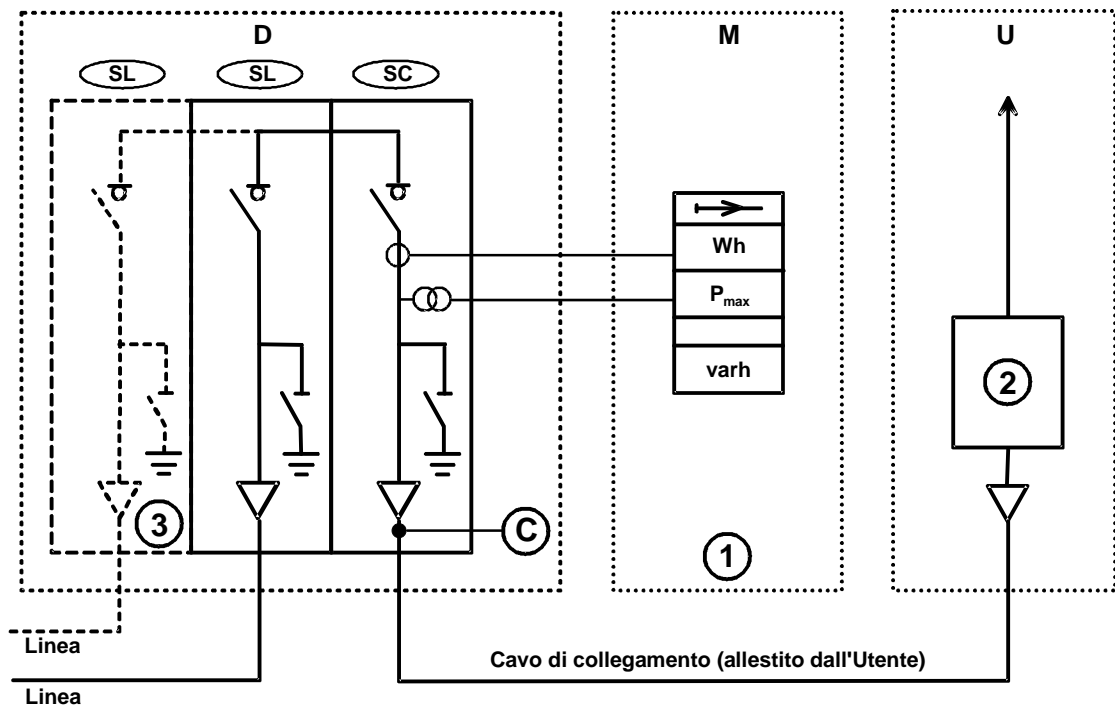 D
M
U
SL
SL
SC
Wh
Pmax
varh
2
3
C
1
Linea
Cavo di collegamento (allestito dall'Utente)
Linea